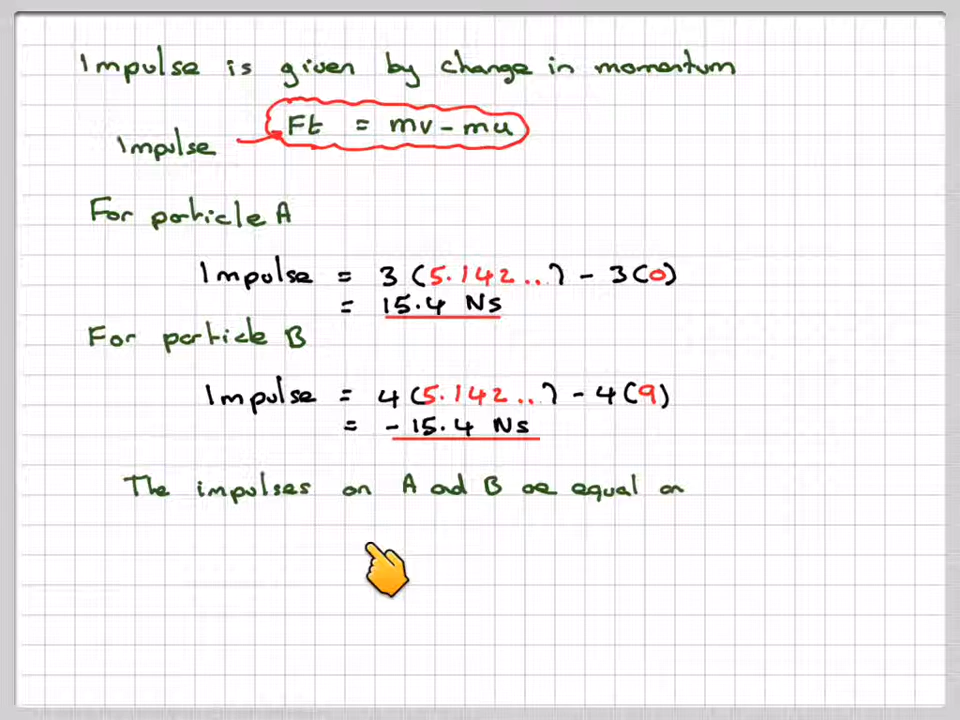 Impulse is given by change in momentum
Ft = mv - mu
Impulse
For particle A
Impulse = 3 (5.142..) - 3(0)
= 15.4 Ns
For particle B
Impulse = 4 (5.142..) - 4(9)
= - 15.4 Ns
The impulses on A and B are equal an